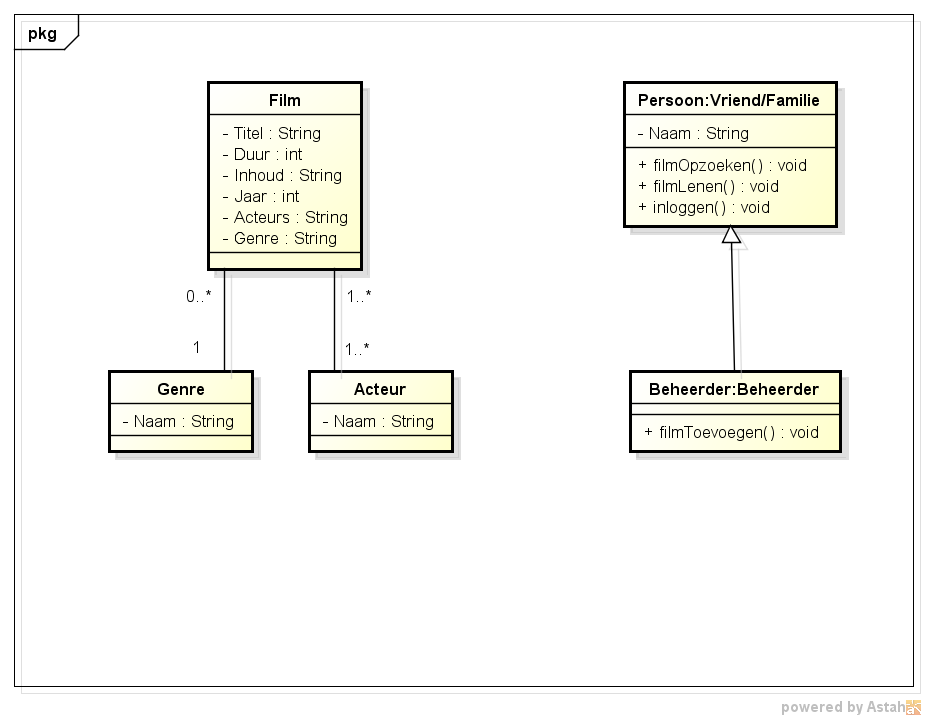 pkg
Film
- Titel : String
- Duur : int
- Inhoud : String
- Jaar : int
- Acteurs : String
- Genre : String
0..*
1..*
1
1..*
Genre
- Naam : String
Acteur
- Naam : String
Persoon:Vriend/Familie
- Naam : String
+ filmOpzoeken() : void
+ filmLenen() : void
+ inloggen() : void
Beheerder:Beheerder
+ filmToevoegen() : void
powered by Astah